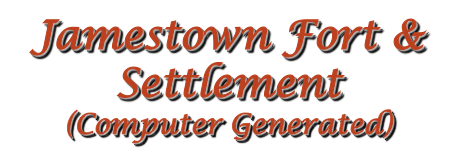 Jamestown Fort &
Settlement
(Computer Generated)